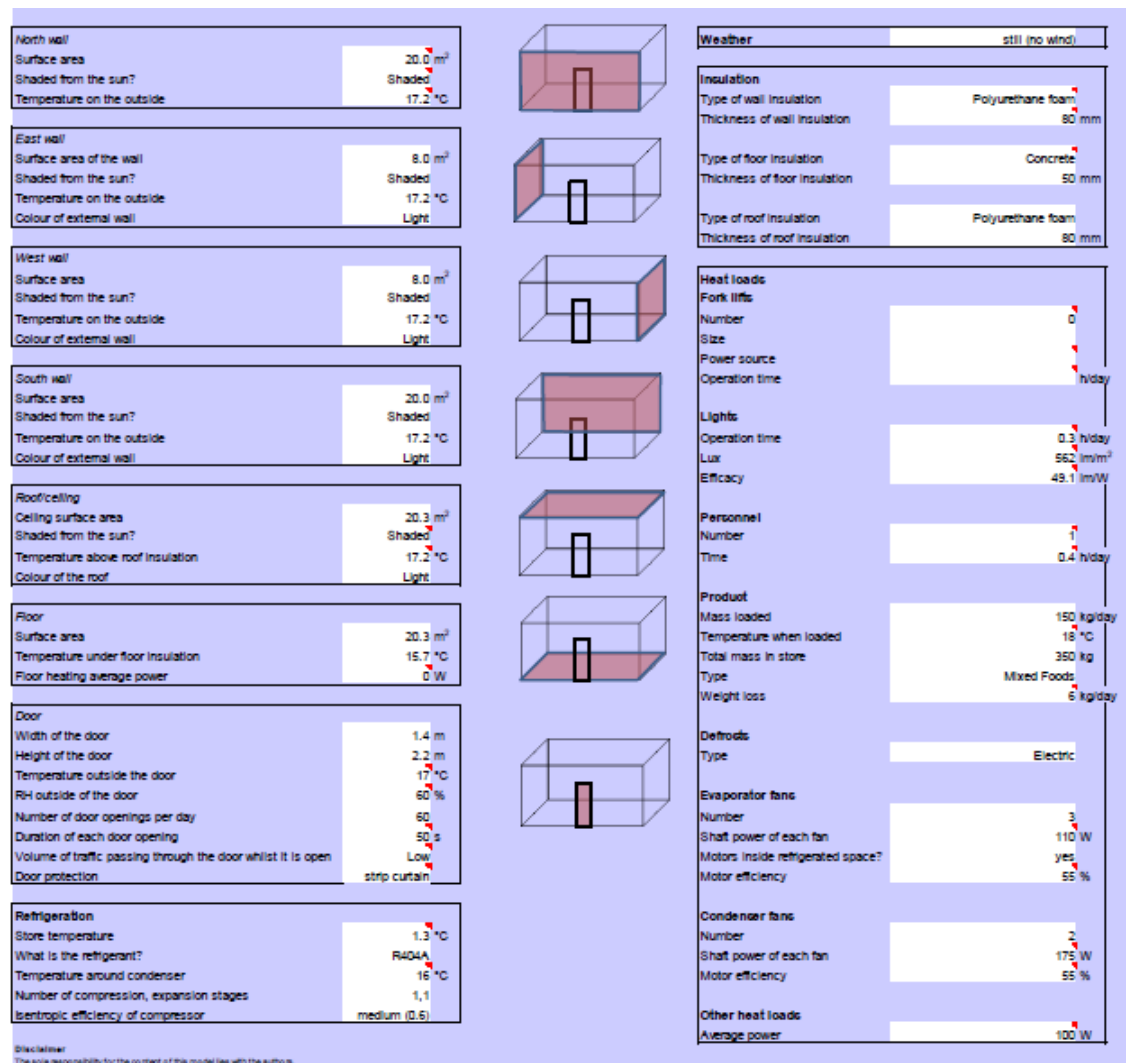 North wall
Surface area 20.0 m²
Shaded from the sun? Shaded
Temperature on the outside 17.2 °C
East wall
Surface area of the wall 8.0 m²
Shaded from the sun? Shaded
Temperature on the outside 17.2 °C
Colour of external wall Light
West wall
Surface area 8.0 m²
Shaded from the sun? Shaded
Temperature on the outside 17.2 °C
Colour of external wall Light
South wall
Surface area 20.0 m²
Shaded from the sun? Shaded
Temperature on the outside 17.2 °C
Colour of external wall Light
Roof/ceiling
Ceiling surface area 20.3 m²
Shaded from the sun? Shaded
Temperature above roof insulation 17.2 °C
Colour of the roof Light
Floor
Surface area 20.3 m²
Temperature under floor insulation 15.7 °C
Floor heating average power 0 W
Door
Width of the door 1.4 m
Height of the door 2.2 m
Temperature outside the door 17 °C
RH outside of the door 60 %
Number of door openings per day 60
Duration of each door opening 50 s
Volume of traffic passing through the door whilst it is open Low
Door protection strip curtain
Refrigeration
Store temperature 1.3 °C
What is the refrigerant? R404A
Temperature around condenser 16 °C
Number of compression, expansion stages 1,1
Isentropic efficiency of compressor medium (0.6)
Disclaimer
The sole responsibility for the content of this model lies with the authors.
Weather still (no wind)
Insulation
Type of wall insulation Polyurethane foam
Thickness of wall insulation 80 mm
Type of floor insulation Concrete
Thickness of floor insulation 50 mm
Type of roof insulation Polyurethane foam
Thickness of roof insulation 80 mm
Heat loads
Fork lifts
Number 0
Size
Power source
Operation time h/day
Lights
Operation time 0.3 h/day
Lux 562 lm/m²
Efficacy 49.1 lm/W
Personnel
Number 1
Time 0.4 h/day
Product
Mass loaded 150 kg/day
Temperature when loaded 18 °C
Total mass in store 350 kg
Type Mixed Foods
Weight loss 6 kg/day
Defrosts
Type Electric
Evaporator fans
Number 3
Shaft power of each fan 110 W
Motors inside refrigerated space? yes
Motor efficiency 55 %
Condenser fans
Number 2
Shaft power of each fan 175 W
Motor efficiency 55 %
Other heat loads
Average power 100 W